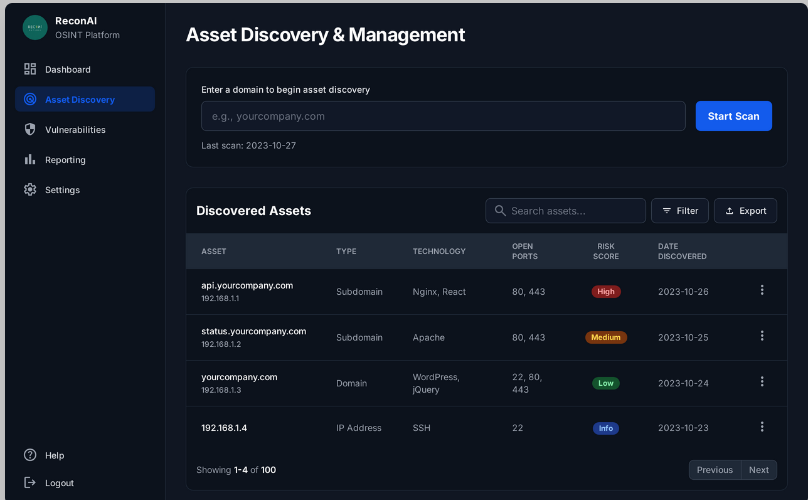 ReconAI
OSINT Platform
Dashboard
Asset Discovery
Vulnerabilities
Reporting
Settings
Help
Logout
Asset Discovery & Management
Enter a domain to begin asset discovery
e.g., yourcompany.com
Start Scan
Last scan: 2023-10-27
Discovered Assets
Search assets...
Filter
Export
ASSET TYPE TECHNOLOGY OPEN PORTS RISK SCORE DATE DISCOVERED
api.yourcompany.com Subdomain Nginx, React 80, 443 High 2023-10-26
192.168.1.1
status.yourcompany.com Subdomain Apache 80, 443 Medium 2023-10-25
192.168.1.2
yourcompany.com Domain WordPress, jQuery 22, 80, 443 Low 2023-10-24
192.168.1.3
192.168.1.4 IP Address SSH 22 Info 2023-10-23
Showing 1-4 of 100
Previous Next